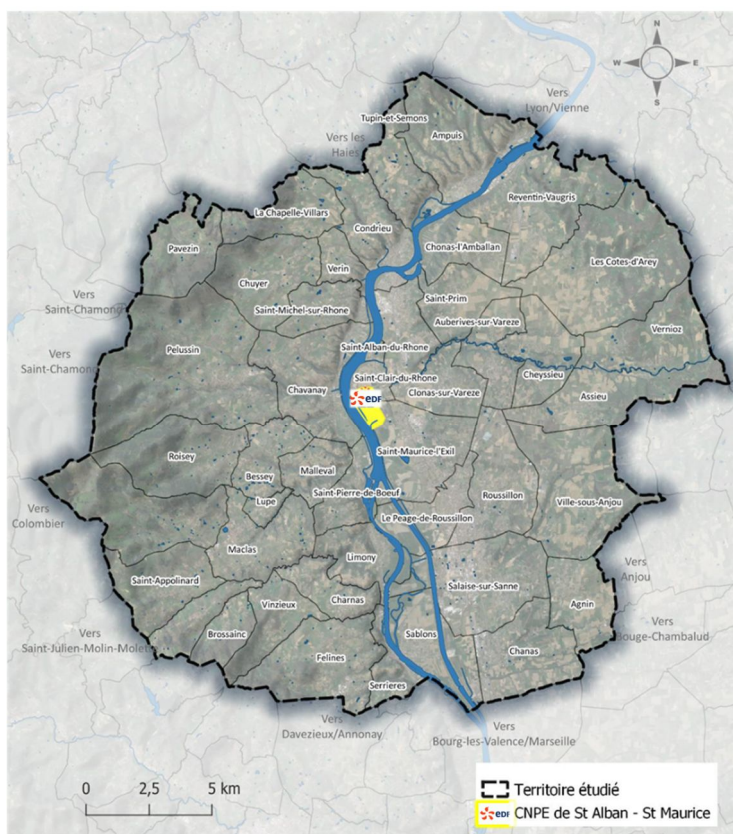 N
W E
S
Vers
Lyon/Vienne
Tupin-et-Semons
Ampuis
Vers les
Haies
Reventin-Vaugris
La Chapelle-Villars
Condrieu
Pavezin
Chonas-l'Amballan
Les Cotes-d'Arey
Verin
Chuyer
Vers
Saint-Chamond
Saint-Prim
Saint-Michel-sur-Rhone
Auberives-sur-Vareze
Vernioz
Saint-Alban-du-Rhone
Pelussin
Vers
Saint-Chamond
Saint-Clair-du-Rhone
Cheyssieu
Chavanay
Clonas-sur-Vareze
Assieu
eDF
Saint-Maurice-l'Exil
Roisey
Malleval
Bessey
Saint-Pierre-de-Boeuf
Roussillon
Lupe
Ville-sous-Anjou
Vers
Colombier
Le Peage-de-Roussillon
Maclas
Limony
Vers
Anjou
Saint-Appolinard
Salaise-sur-Sanne
Charnas
Vinzieux
Agnin
Vers
Bouge-Chambalud
Vers
Saint-Julien-Molin-Molet
Brossainc
Sablons
Chanas
Felines
Serrieres
Vers
Davezieux/Annonay
Vers
Bourg-les-Valence/Marseille
0 2,5 5 km
Territoire étudié
eDF CNPE de St Alban - St Maurice